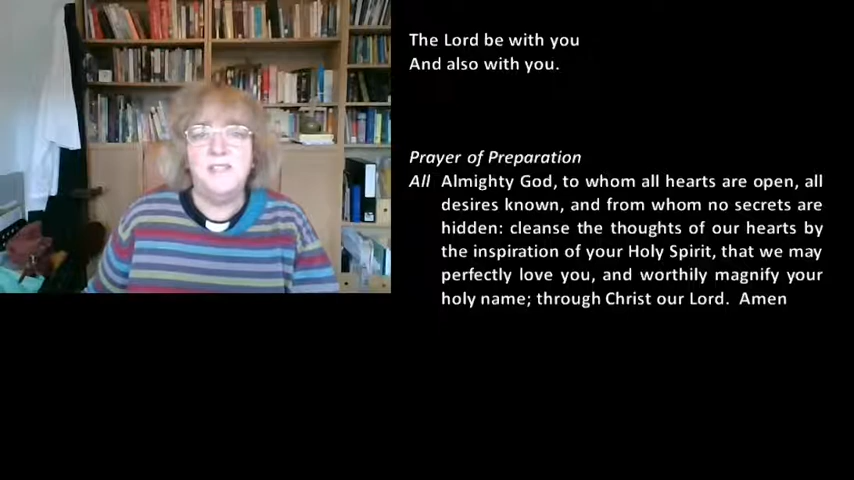 The Lord be with you
And also with you.
Prayer of Preparation
All Almighty God, to whom all hearts are open, all
desires known, and from whom no secrets are
hidden: cleanse the thoughts of our hearts by
the inspiration of your Holy Spirit, that we may
perfectly love you, and worthily magnify your
holy name; through Christ our Lord. Amen